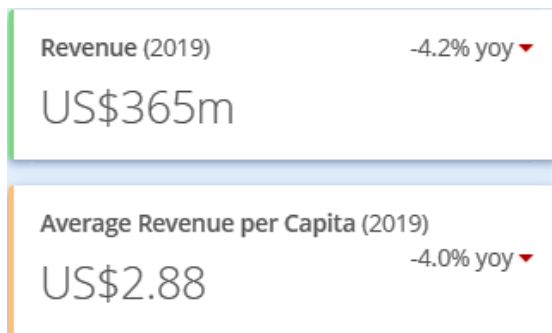 Revenue (2019) -4.2% yoy
US$365m
Average Revenue per Capita (2019)
-4.0% yoy
US$2.88